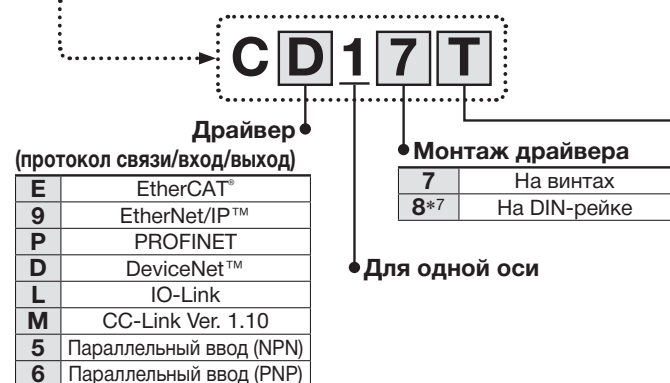 CD17T
Драйвер
(протокол связи/вход/выход)
E EtherCAT®
9 EtherNet/IP™
P PROFINET
D DeviceNet™
L IO-Link
M CC-Link Ver. 1.10
5 Параллельный ввод (NPN)
6 Параллельный ввод (PNP)
Монтаж драйвера
7 На винтах
8*7 На DIN-рейке
Для одной оси